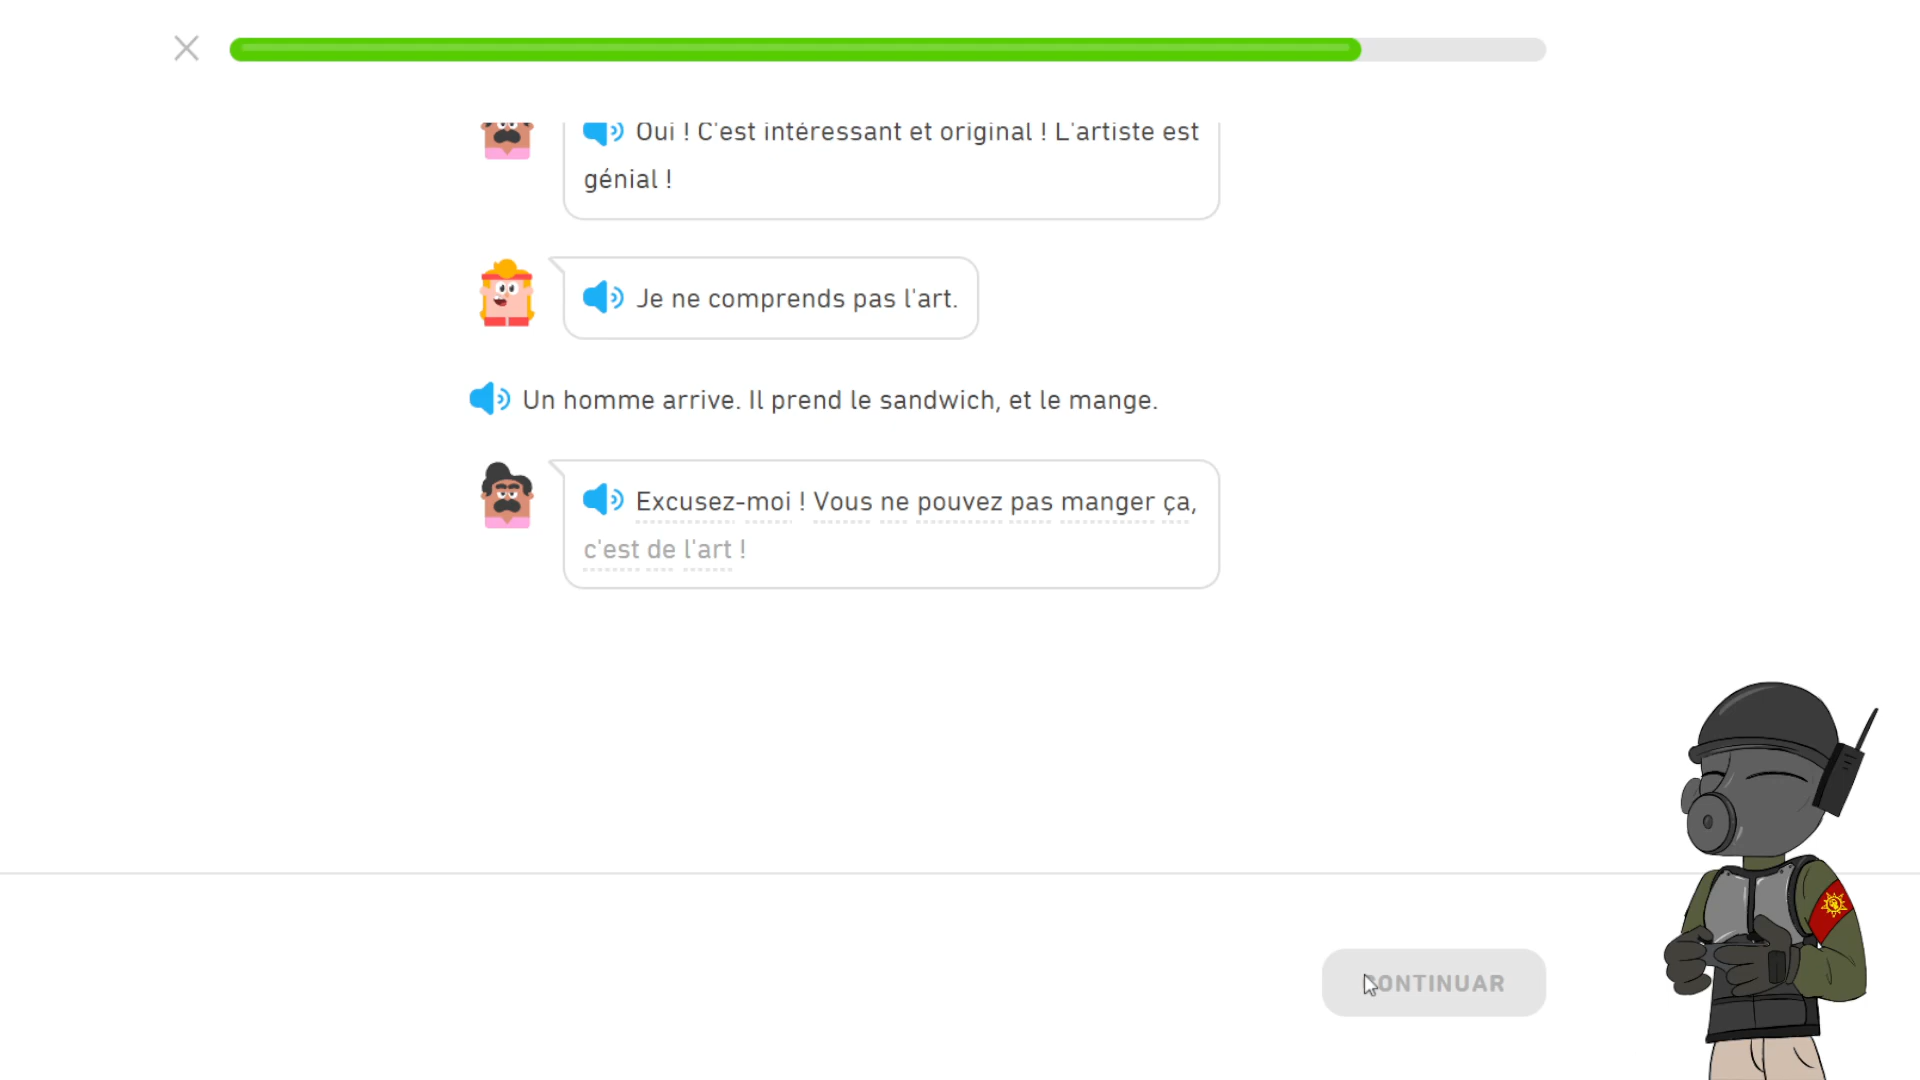 Oui ! C'est intéressant et original ! L'artiste est
génial !
Je ne comprends pas l'art.
Un homme arrive. Il prend le sandwich, et le mange.
Excusez-moi ! Vous ne pouvez pas manger ça,
c'est de l'art !
CONTINUAR